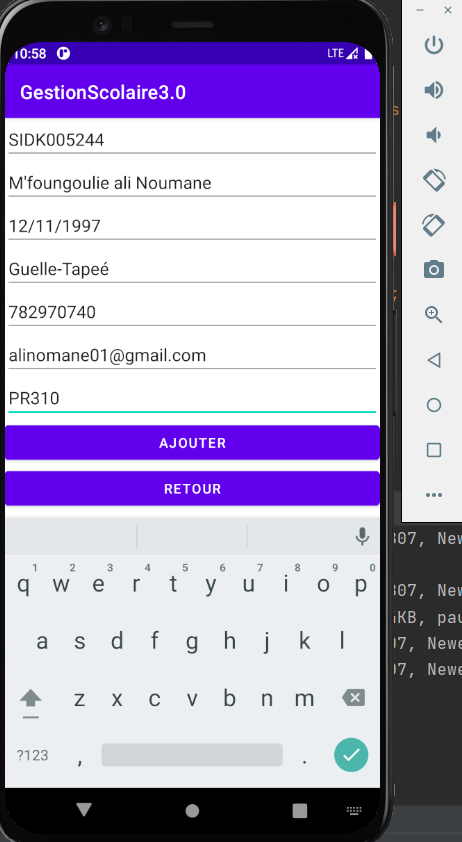 10:58 LTE
GestionScolaire3.0
SIDK005244
M'foungoulie ali Noumane
12/11/1997
Guelle-Tapeé
782970740
alinomane01@gmail.com
PR310
AJOUTER
RETOUR
1 2 3 4 5 6 7 8 9 0
q w e r t y u i o p
a s d f g h j k l
z x c v b n m
?123 , .
307, New
307, New
KB, pau
07, Newe
07, Newe